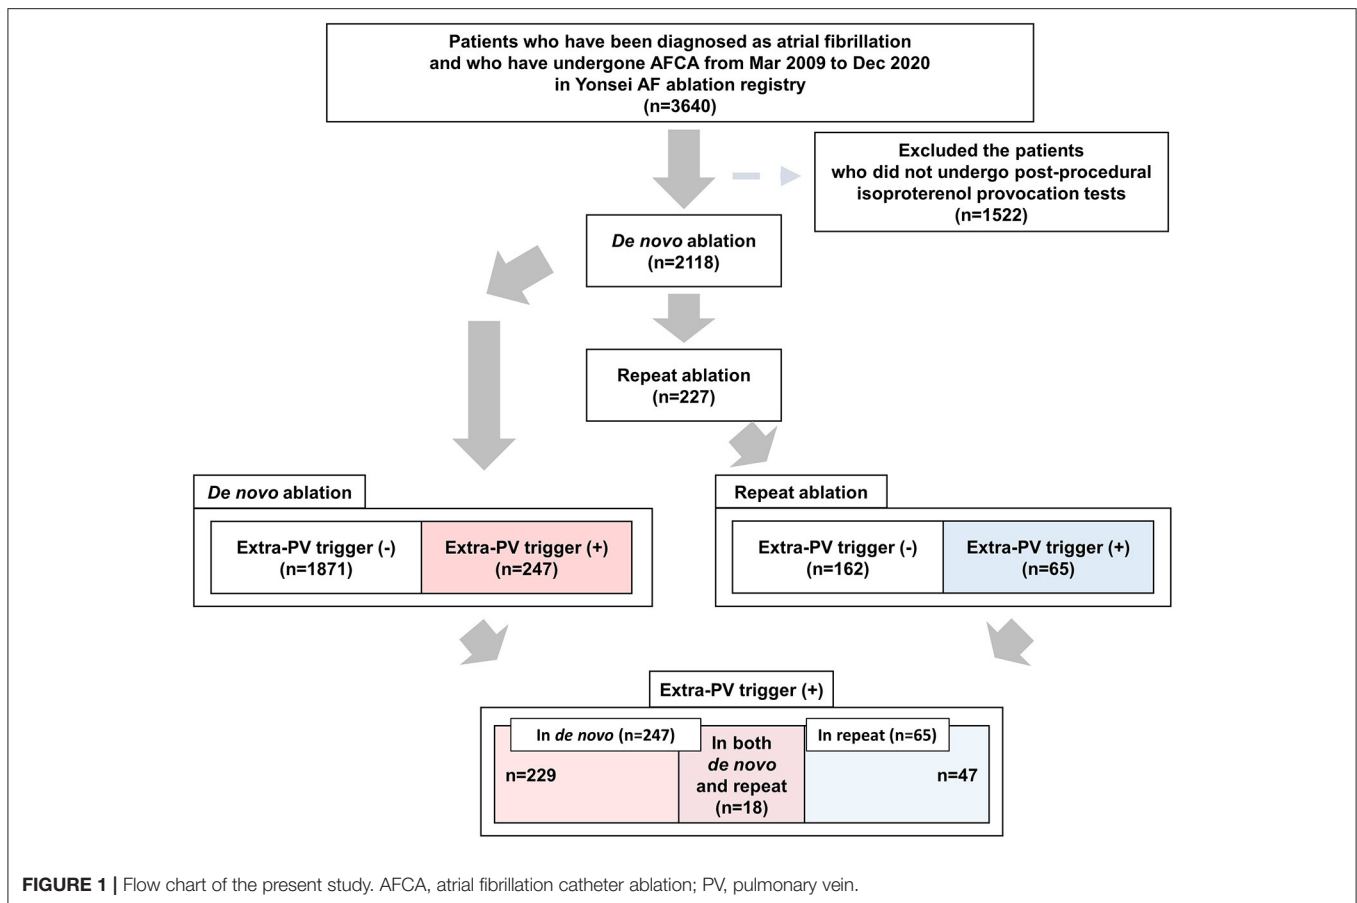 Patients who have been diagnosed as atrial fibrillation
and who have undergone AFCA from Mar 2009 to Dec 2020
in Yonsei AF ablation registry
(n=3640)
Excluded the patients
who did not undergo post-procedural
isoproterenol provocation tests
(n=1522)
De novo ablation
(n=2118)
Repeat ablation
(n=227)
De novo ablation
Extra-PV trigger (-)
(n=1871)
Extra-PV trigger (+)
(n=247)
Repeat ablation
Extra-PV trigger (-)
(n=162)
Extra-PV trigger (+)
(n=65)
Extra-PV trigger (+)
In de novo (n=247)
n=229
In both
de novo
and repeat
(n=18)
In repeat (n=65)
n=47
FIGURE 1 | Flow chart of the present study. AFCA, atrial fibrillation catheter ablation; PV, pulmonary vein.